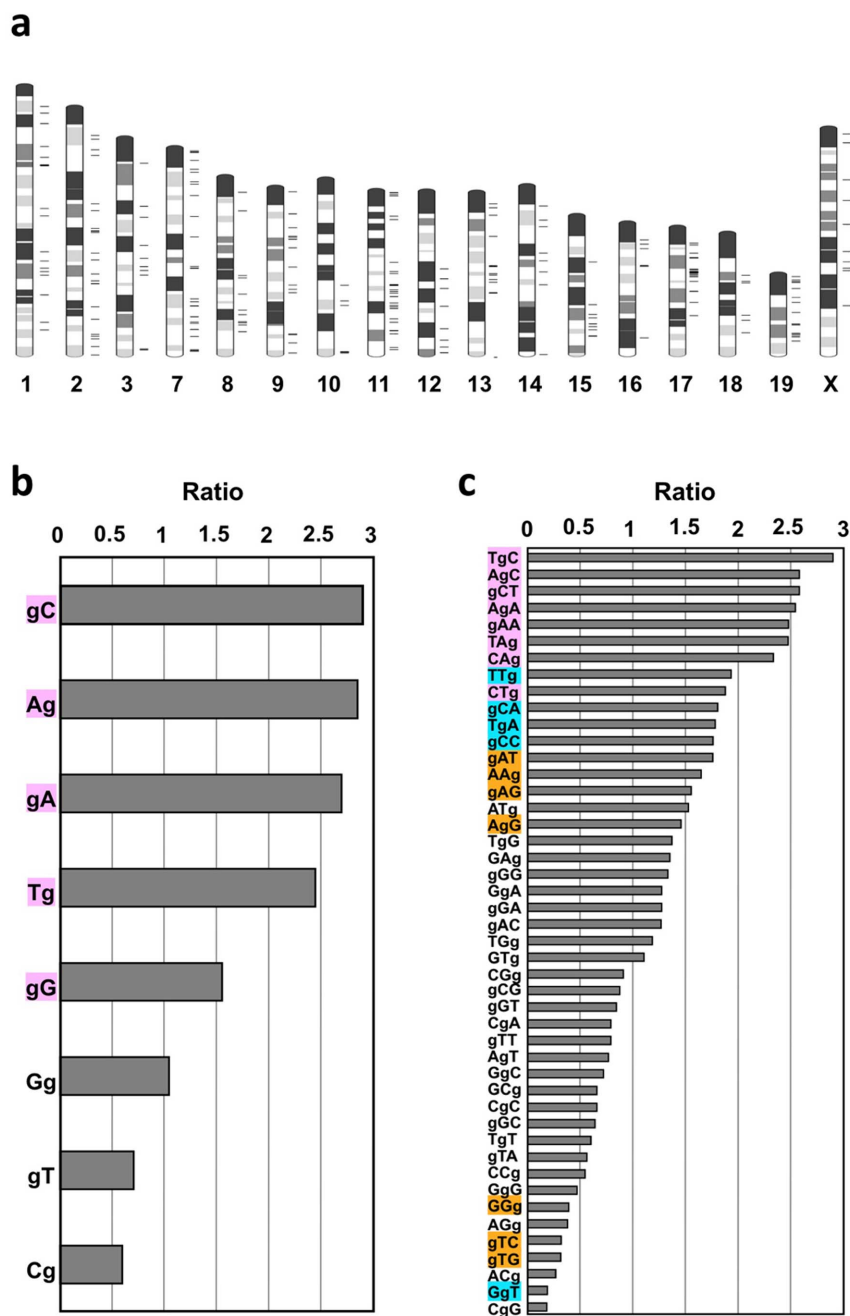 a
1 2 3 7 8 9 10 11 12 13 14 15 16 17 18 19 X
b
Ratio
0 0.5 1 1.5 2 2.5 3
gC
Ag
gA
Tg
gG
Gg
gT
Cg
c
Ratio
0 0.5 1 1.5 2 2.5 3
TgC
AgC
gCT
AgA
gAA
TAg
CAg
TTg
CTg
gCA
TgA
gCC
gAT
AAg
gAG
ATg
AgG
TgG
GAg
gGG
GgA
gGA
gAC
TGg
GTg
CGg
gCG
gGT
CgA
gTT
AgT
GgC
GCg
CgC
gGC
TgT
gTA
CCg
GgG
GGg
AGg
gTC
gTG
ACg
GgT
CgG